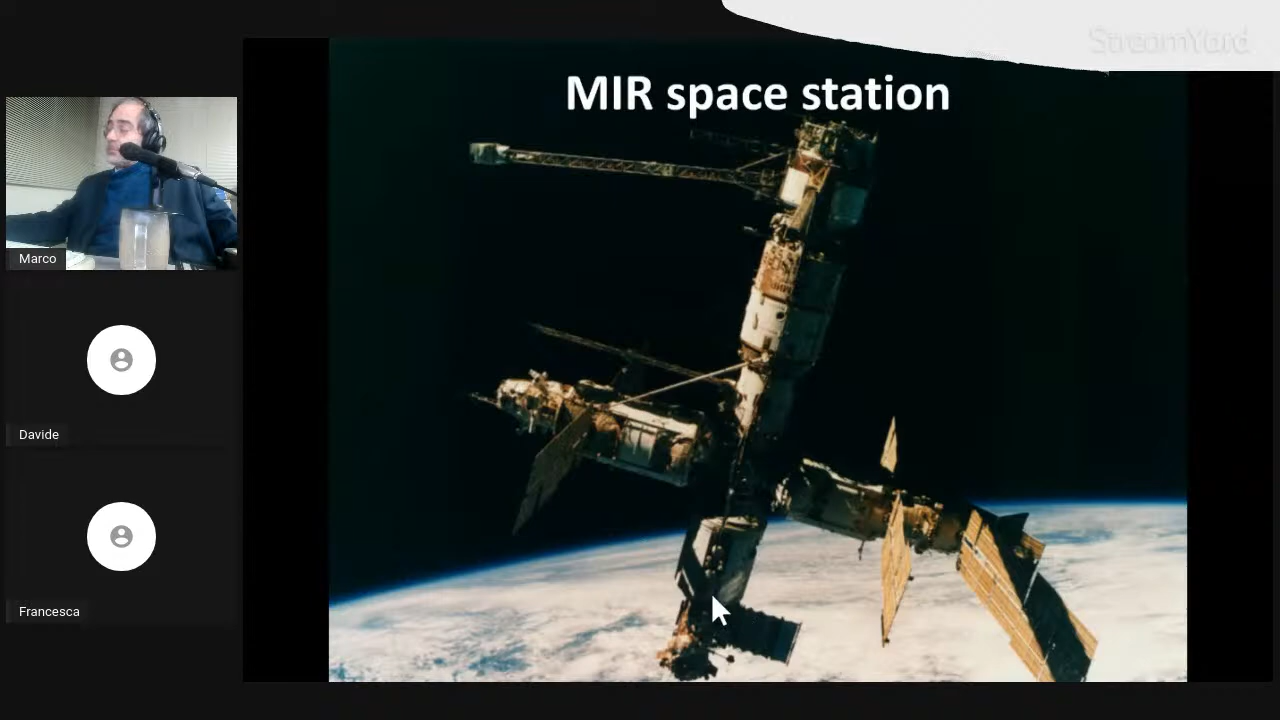 StreamYard
MIR space station
Marco
Davide
Francesca